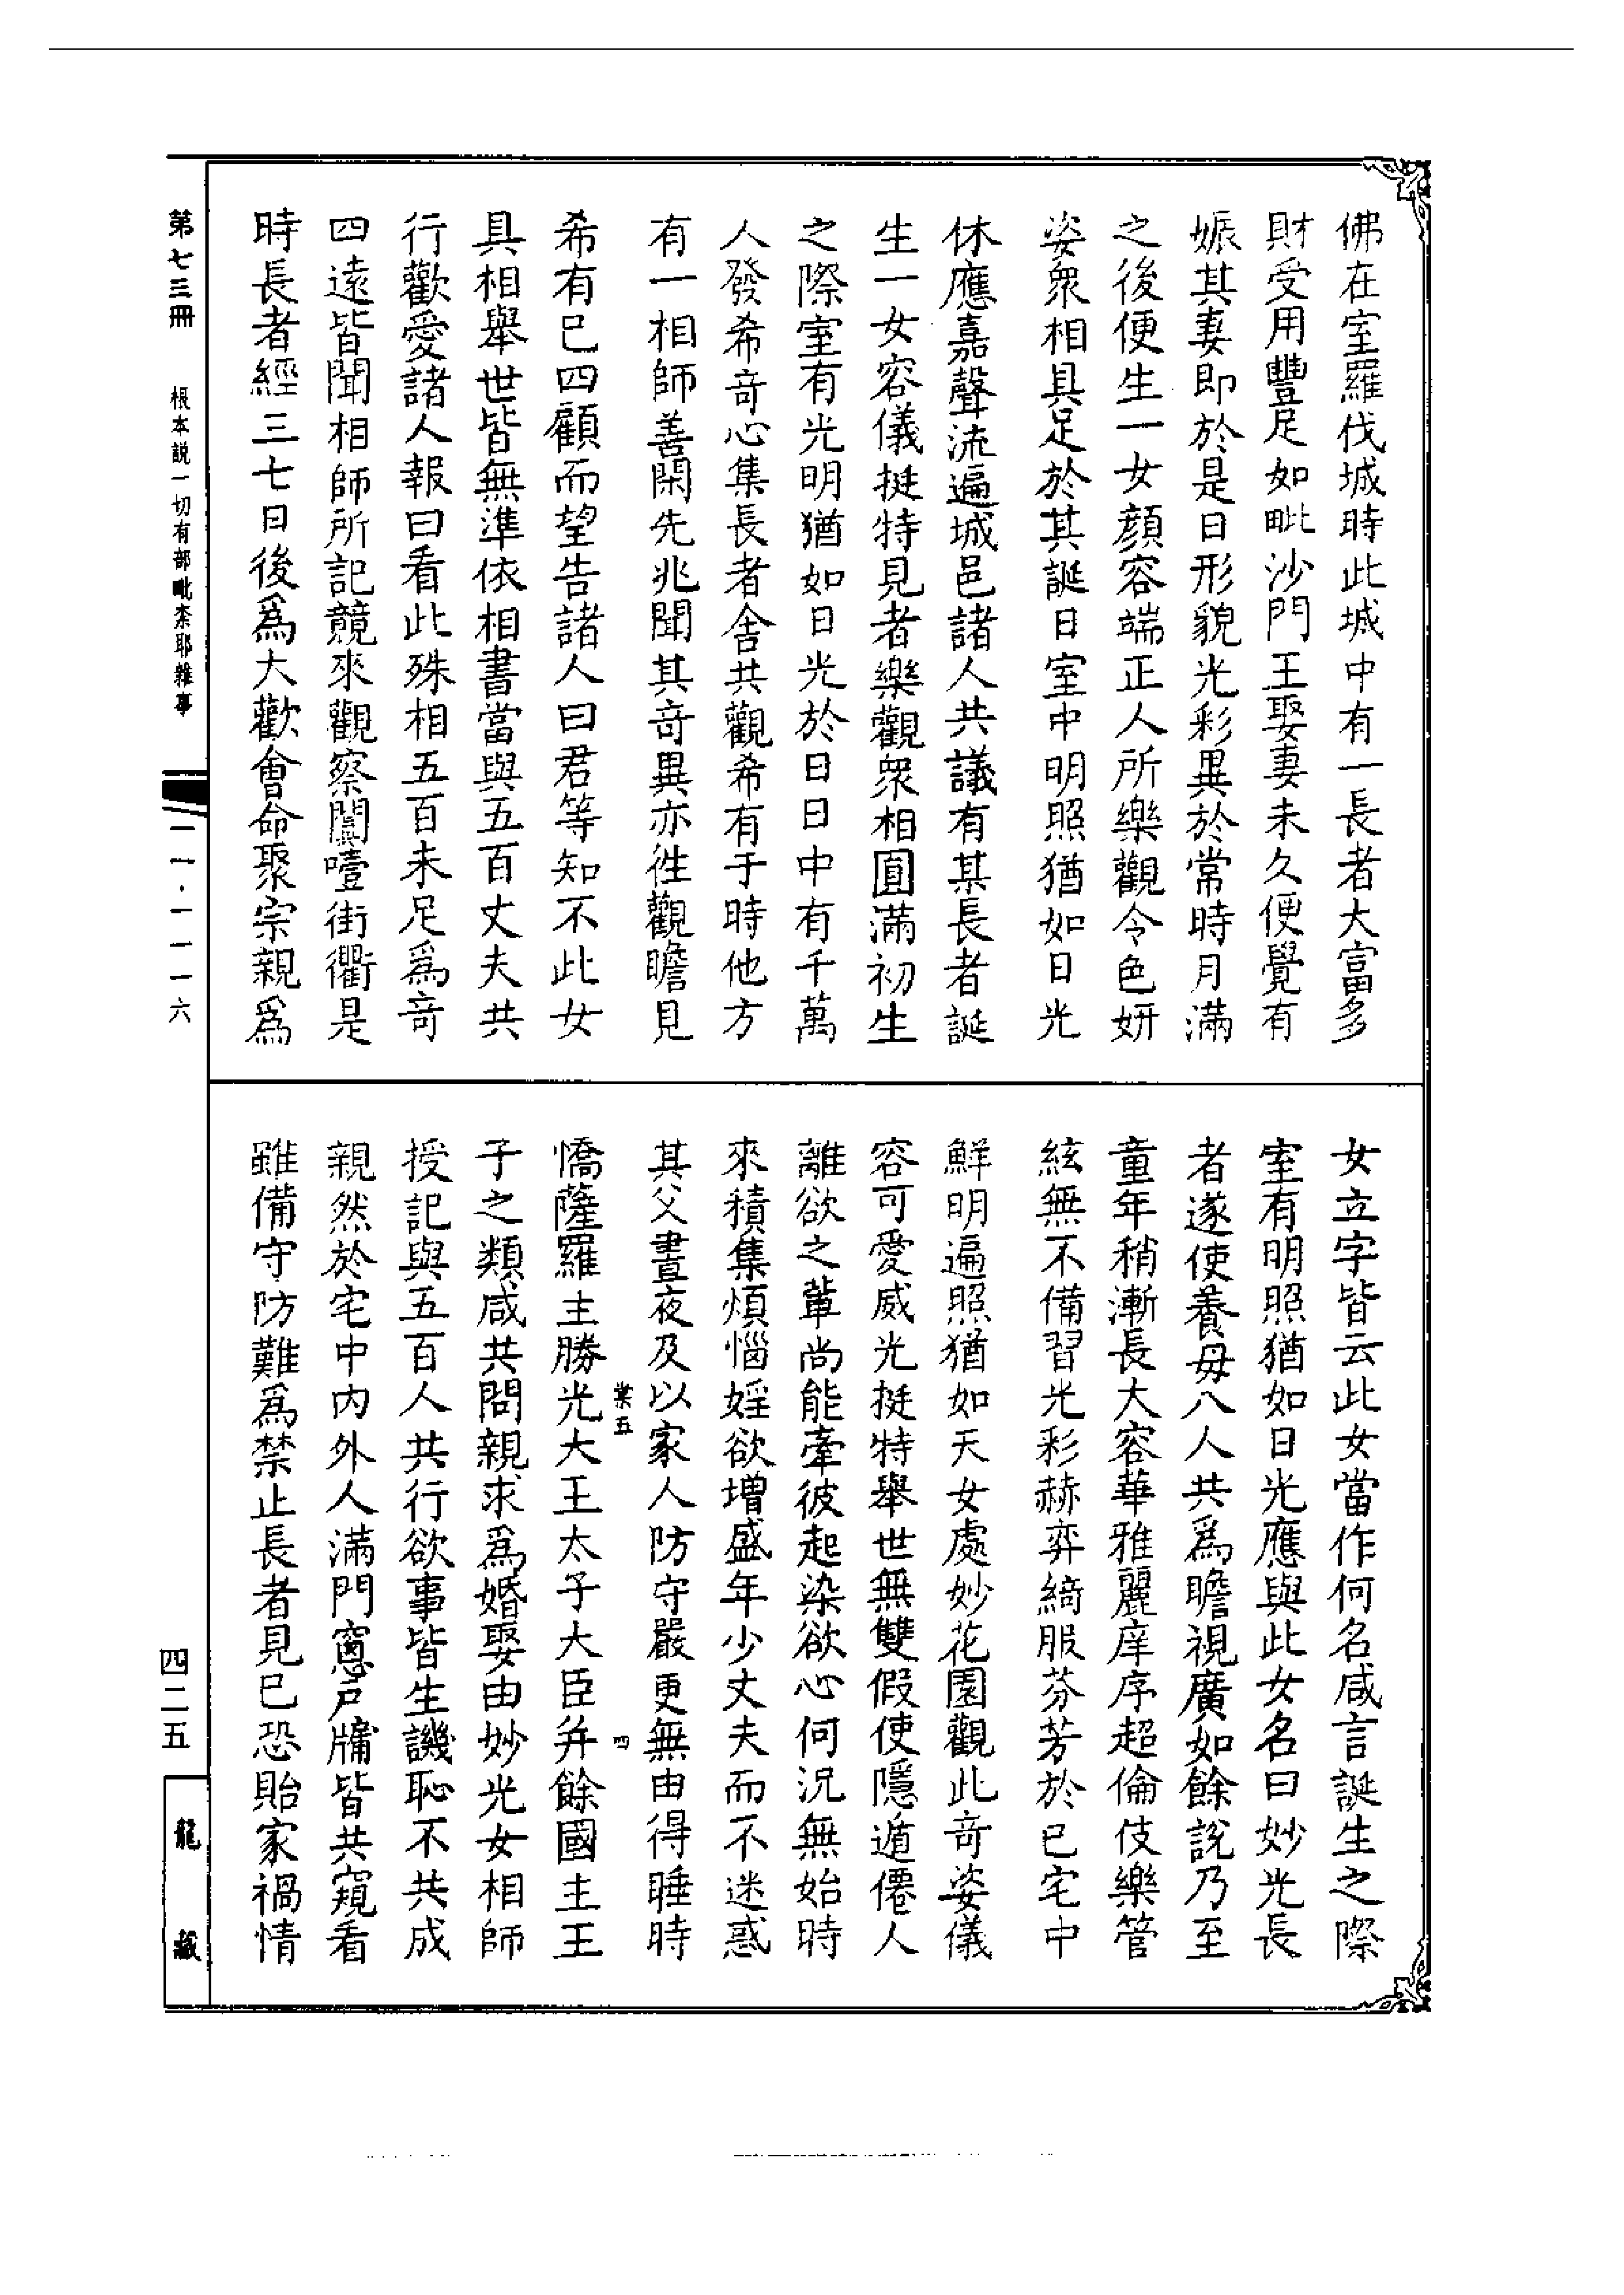 佛在室羅伐城時此城中有一長者大富多
財受用豐足如毗沙門王娶妻未久便覺有
娠其妻即於是日形貌光彩異於常時月滿
之後便生一女顏容端正人所樂觀令色妍
姿衆相具足於其誕日室中明照猶如日光
休應嘉聲流遍城邑諸人共議有某長者誕
生一女容儀挺特見者樂觀衆相圓滿初生
之際室有光明猶如日光於日日中有千萬
人發希奇心集長者舍共觀希有于時他方
有一相師善閑先兆聞其奇異亦往觀瞻見
希有已四顧而望告諸人曰君等知不此女
具相舉世皆無準依相書當與五百丈夫共
行歡愛諸人報曰看此殊相五百未足爲奇
四遠皆聞相師所記競來觀察闐噎街衢是
時長者經三七日後爲大歡會命聚宗親爲
女立字皆云此女當作何名咸言誕生之際
室有明照猶如日光應與此女名曰妙光長
者遂使養母八人共爲瞻視廣如餘說乃至
童年稍漸長大容華雅麗庠序超倫伎樂管
絃無不備習光彩赫弈綺服芬芳於已宅中
鮮明遍照猶如天女處妙花園觀此奇姿儀
容可愛威光挺特舉世無雙假使隱遁僊人
離欲之輩尚能牽彼起染欲心何況無始時
來積集煩惱婬欲增盛年少丈夫而不迷惑
其父晝夜及以家人防守嚴更無由得睡時
業五
四
憍薩羅主勝光大王太子大臣并餘國主王
子之類咸共問親求爲婚娶由妙光女相師
授記與五百人共行欲事皆生譏恥不共成
親然於宅中内外人滿門窻戸牖皆共窺看
雖備守防難爲禁止長者見已恐貽家禍情
第七三冊
根本説一切有部毗柰耶雜事
一一·一一一六
四二五
龍藏